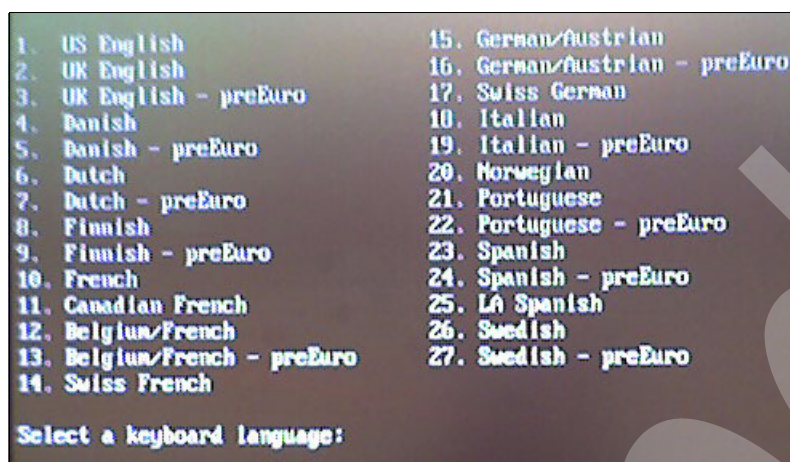 1. US English
2. UK English
3. UK English - preEuro
4. Danish
5. Danish - preEuro
6. Dutch
7. Dutch - preEuro
8. Finnish
9. Finnish - preEuro
10. French
11. Canadian French
12. Belgium/French
13. Belgium/French - preEuro
14. Swiss French
15. German/Austrian
16. German/Austrian - preEuro
17. Swiss German
18. Italian
19. Italian - preEuro
20. Norwegian
21. Portuguese
22. Portuguese - preEuro
23. Spanish
24. Spanish - preEuro
25. LA Spanish
26. Swedish
27. Swedish - preEuro
Select a keyboard language: